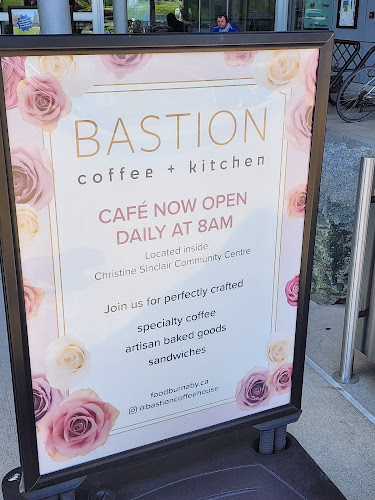 BASTION
coffee + kitchen
CAFÉ NOW OPEN
DAILY AT 8AM
Located inside
Christine Sinclair Community Centre
Join us for perfectly crafted
specialty coffee
artisan baked goods
sandwiches
foodburnaby.ca
@bastioncoffeehouse